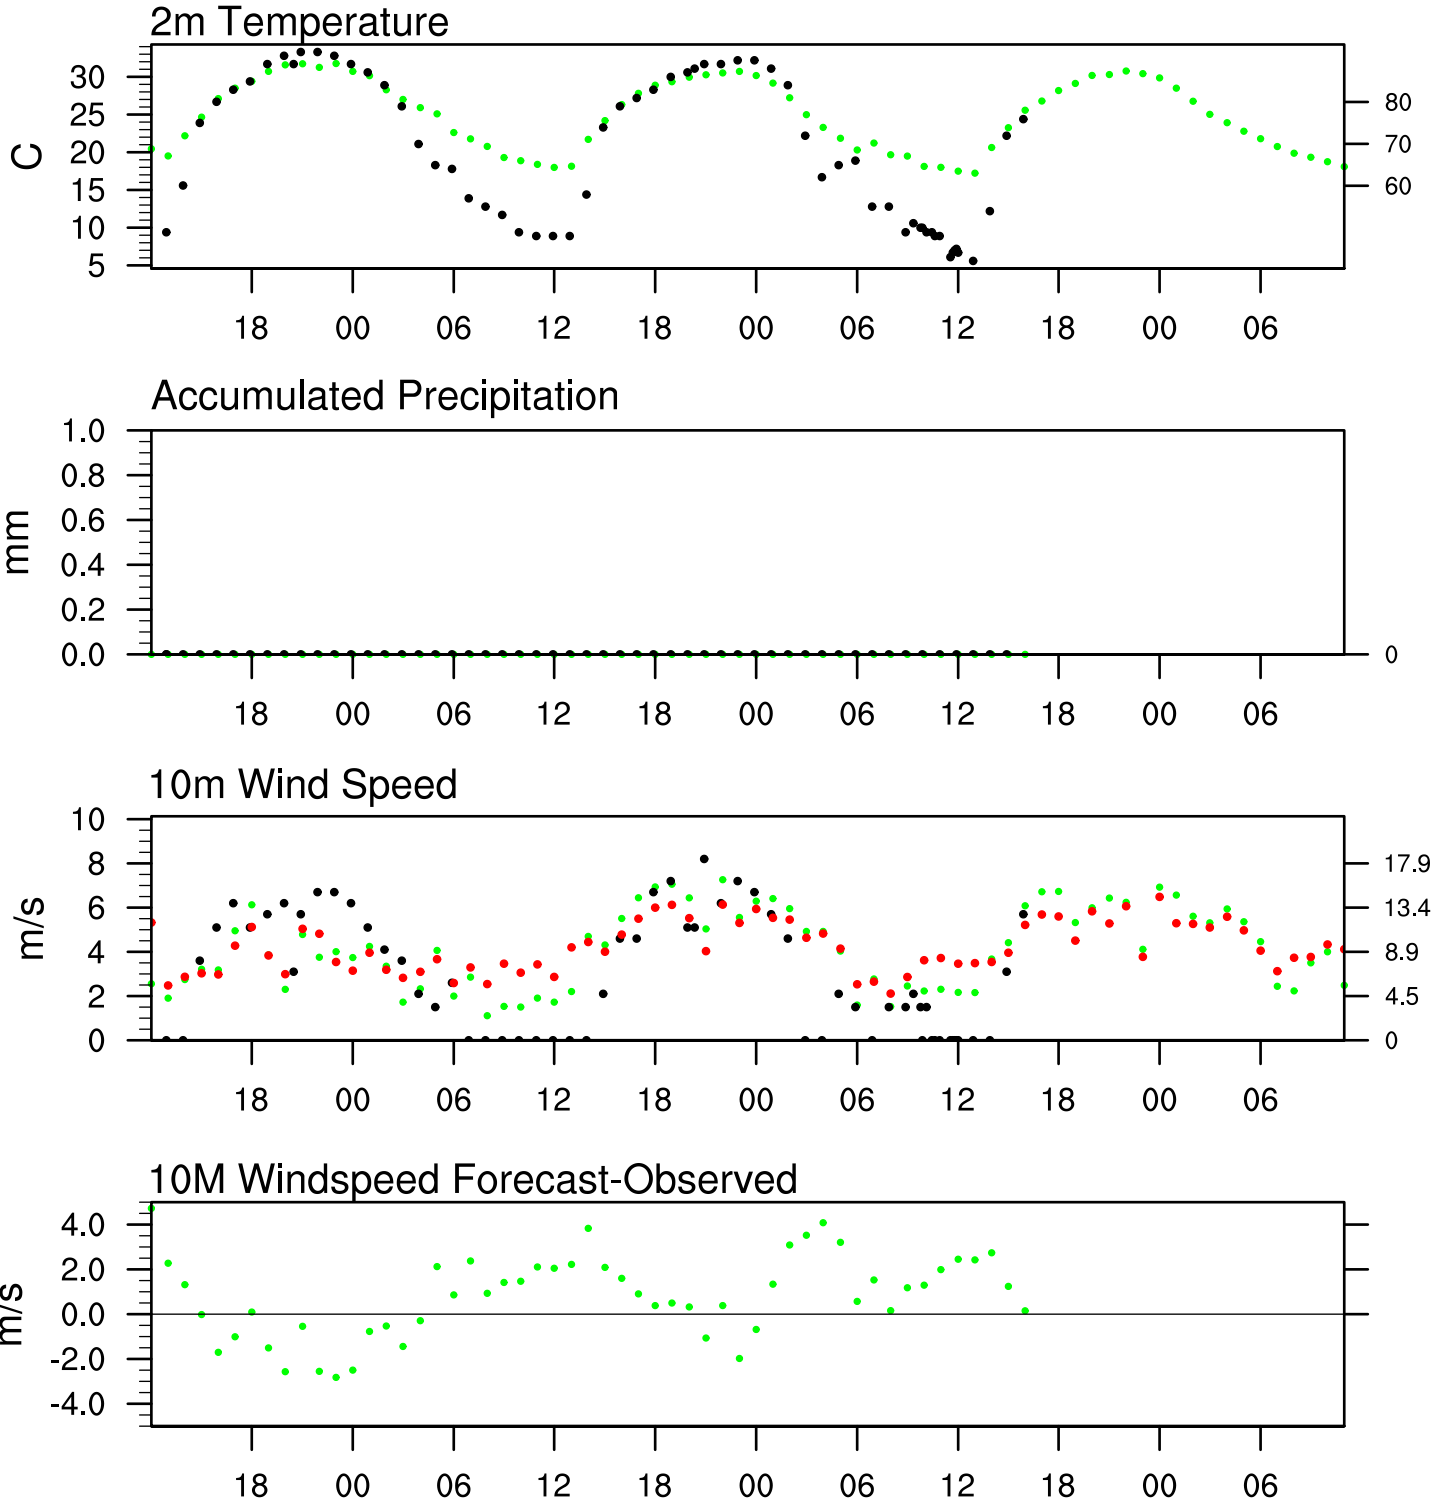 2m Temperature
30
25
20
15
10
5
C
80
70
60
18 00 06 12 18 00 06 12 18 00 06
Accumulated Precipitation
1.0
0.8
0.6
0.4
0.2
0.0
mm
0
18 00 06 12 18 00 06 12 18 00 06
10m Wind Speed
10
8
6
4
2
0
m/s
17.9
13.4
8.9
4.5
0
18 00 06 12 18 00 06 12 18 00 06
10M Windspeed Forecast-Observed
4.0
2.0
0.0
-2.0
-4.0
m/s
18 00 06 12 18 00 06 12 18 00 06